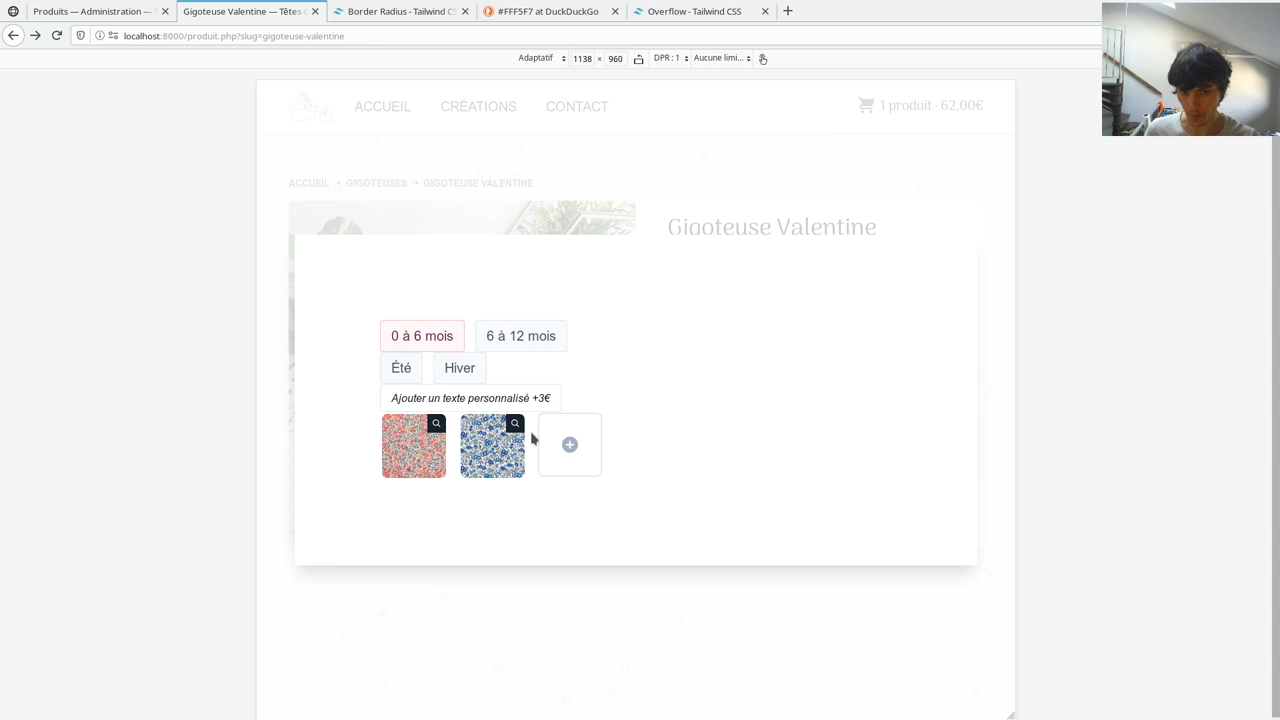 Produits — Administration —
Gigoteuse Valentine — Têtes
Border Radius - Tailwind CS
#FFF5F7 at DuckDuckGo
Overflow - Tailwind CSS
localhost:8000/produit.php?slug=gigoteuse-valentine
Adaptatif
1138 × 960
DPR : 1
Aucune limi...
ACCUEIL
CRÉATIONS
CONTACT
1 produit · 62,00€
ACCUEIL → GIGOTEUSES → GIGOTEUSE VALENTINE
Gigoteuse Valentine
0 à 6 mois
6 à 12 mois
Été
Hiver
Ajouter un texte personnalisé +3€